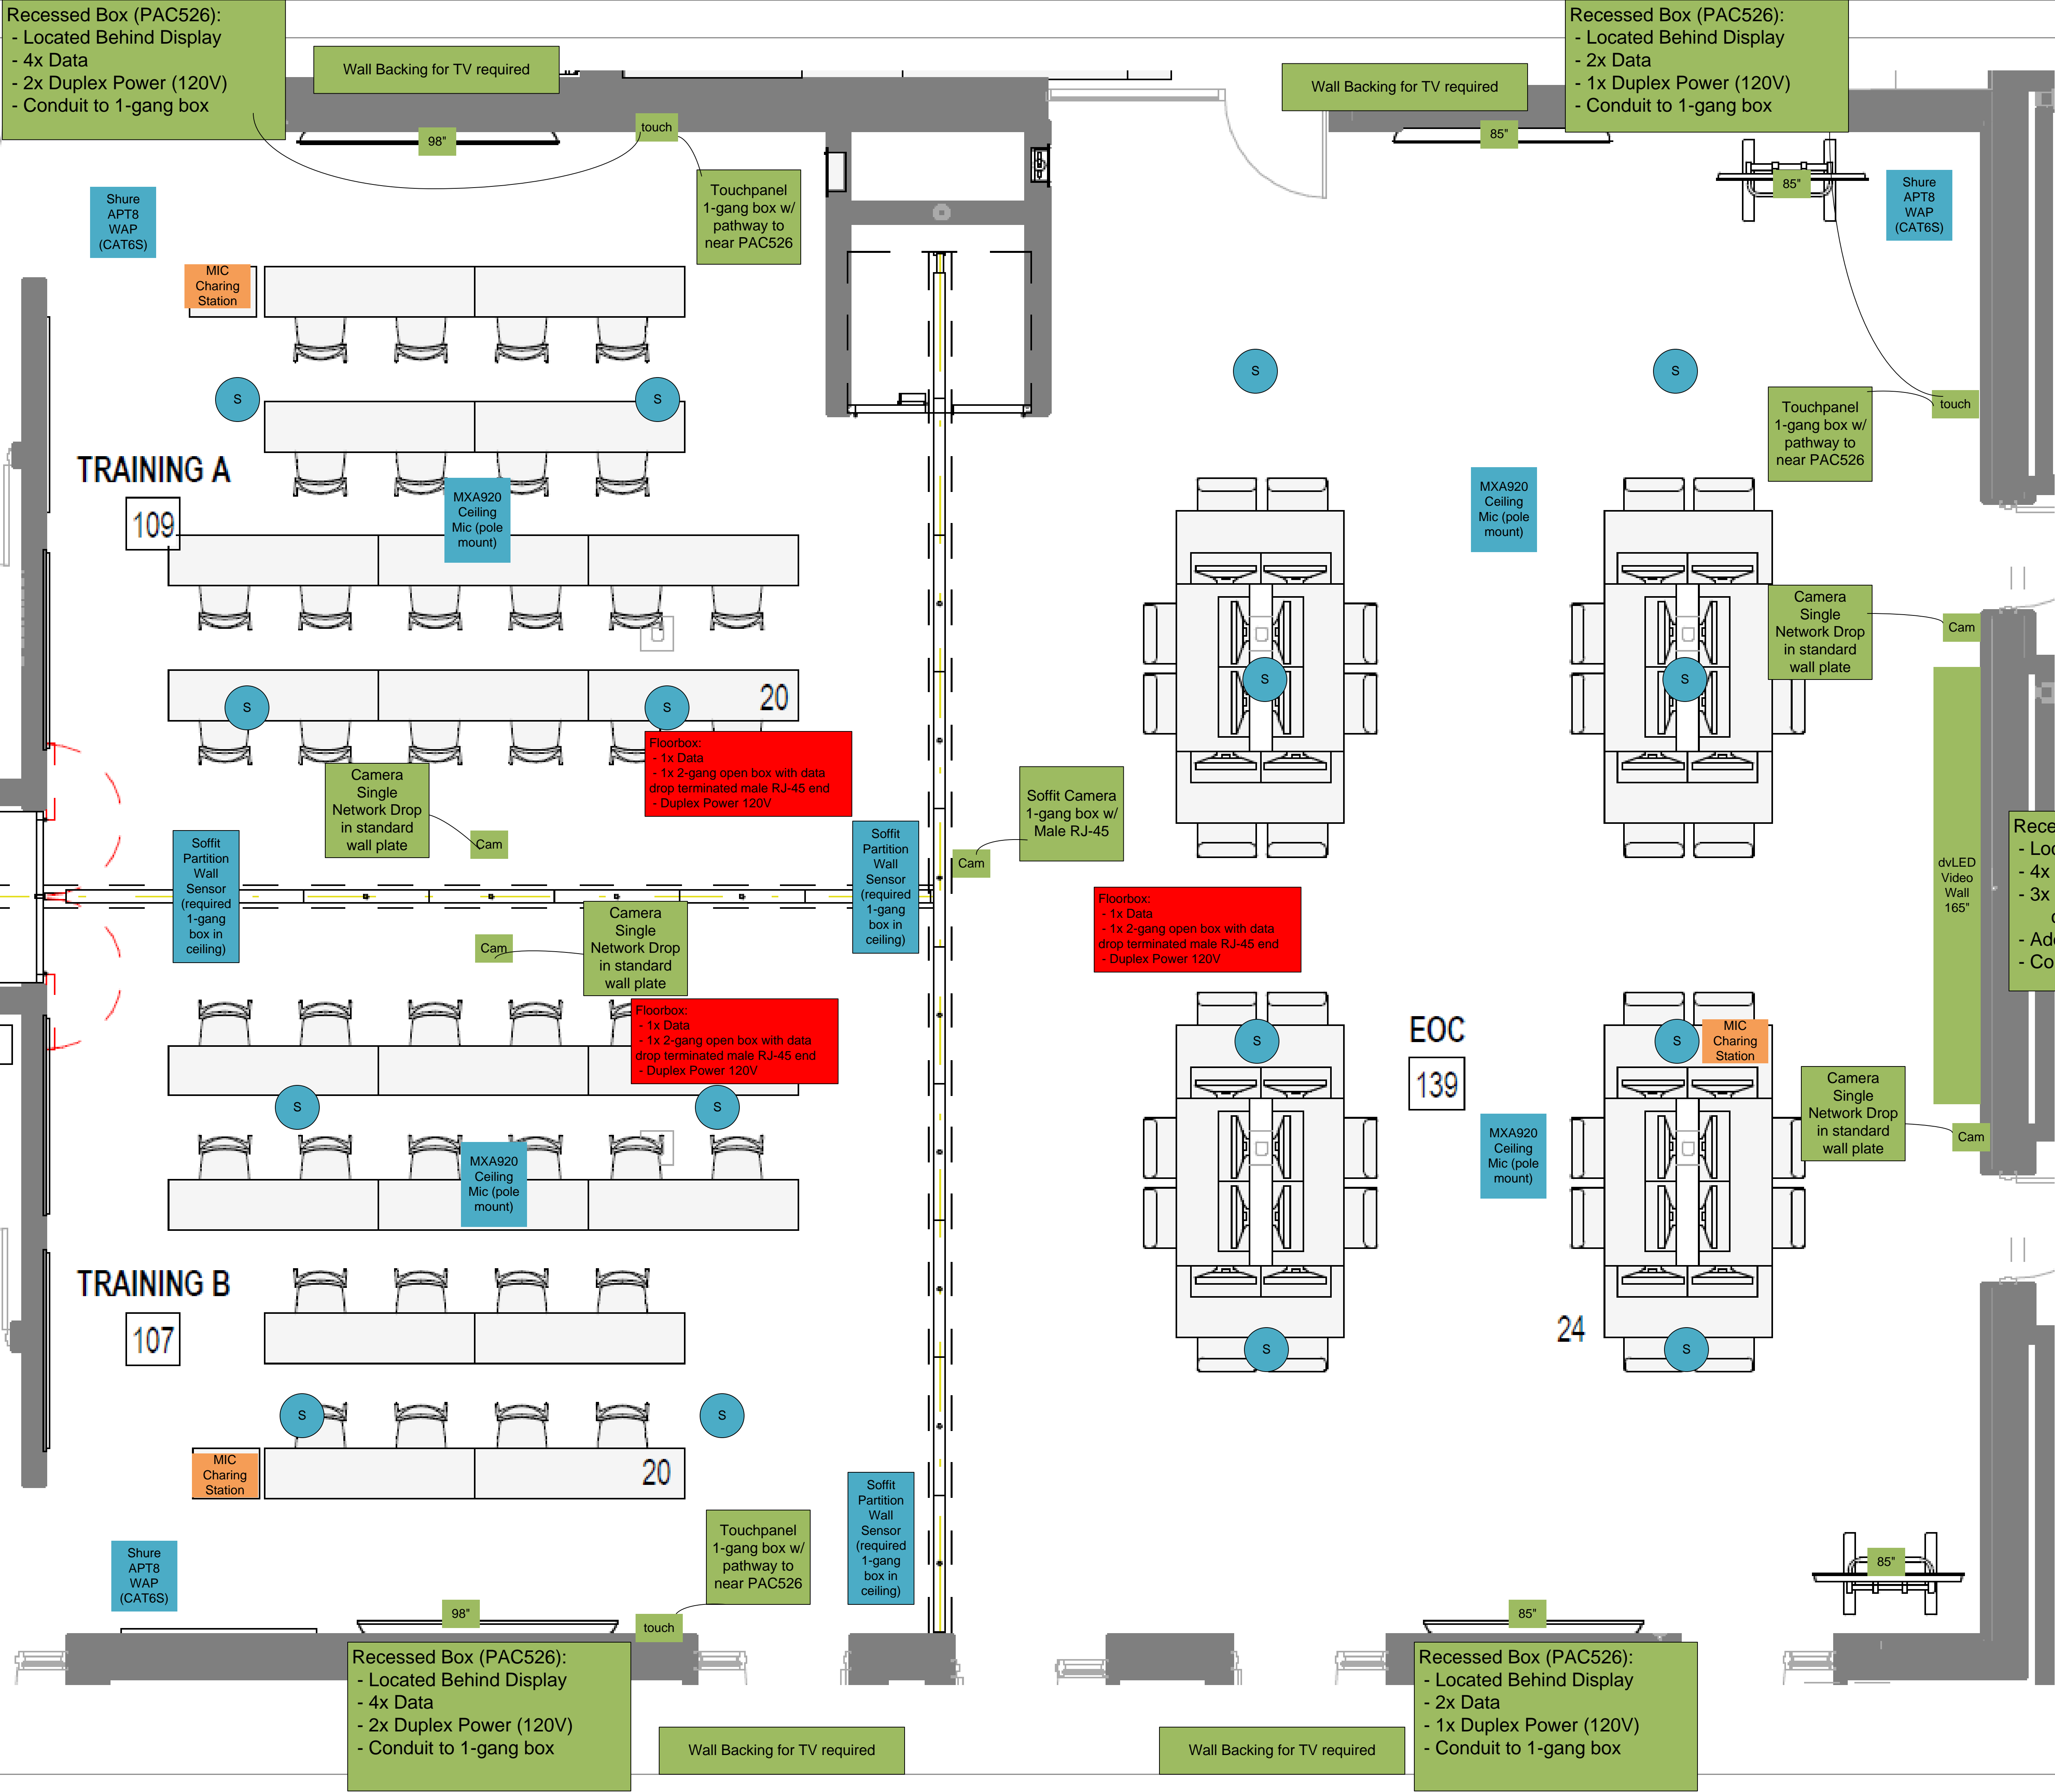 Recessed Box (PAC526):
- Located Behind Display
- 4x Data
- 2x Duplex Power (120V)
- Conduit to 1-gang box
Wall Backing for TV required
Wall Backing for TV required
Recessed Box (PAC526):
- Located Behind Display
- 2x Data
- 1x Duplex Power (120V)
- Conduit to 1-gang box
98"
touch
85"
85"
Shure
APT8
WAP
(CAT6S)
Touchpanel
1-gang box w/
pathway to
near PAC526
Shure
APT8
WAP
(CAT6S)
MIC
Charing
Station
S
S
S
S
touch
Touchpanel
1-gang box w/
pathway to
near PAC526
TRAINING A
109
MXA920
Ceiling
Mic (pole
mount)
MXA920
Ceiling
Mic (pole
mount)
Camera
Single
Network Drop
in standard
wall plate
Cam
S
S
20
S
S
Floorbox:
- 1x Data
- 1x 2-gang open box with data
drop terminated male RJ-45 end
- Duplex Power 120V
Camera
Single
Network Drop
in standard
wall plate
Cam
Soffit Camera
1-gang box w/
Male RJ-45
Cam
Soffit
Partition
Wall
Sensor
(required
1-gang
box in
ceiling)
Soffit
Partition
Wall
Sensor
(required
1-gang
box in
ceiling)
dvLED
Video
Wall
165"
Rece
- Loc
- 4x
- 3x
- Ad
- Co
Floorbox:
- 1x Data
- 1x 2-gang open box with data
drop terminated male RJ-45 end
- Duplex Power 120V
Cam
Camera
Single
Network Drop
in standard
wall plate
Floorbox:
- 1x Data
- 1x 2-gang open box with data
drop terminated male RJ-45 end
- Duplex Power 120V
EOC
139
S
S
MIC
Charing
Station
S
S
Camera
Single
Network Drop
in standard
wall plate
Cam
MXA920
Ceiling
Mic (pole
mount)
MXA920
Ceiling
Mic (pole
mount)
TRAINING B
107
24
S
S
S
S
MIC
Charing
Station
20
Soffit
Partition
Wall
Sensor
(required
1-gang
box in
ceiling)
Shure
APT8
WAP
(CAT6S)
Touchpanel
1-gang box w/
pathway to
near PAC526
85"
98"
touch
85"
Recessed Box (PAC526):
- Located Behind Display
- 4x Data
- 2x Duplex Power (120V)
- Conduit to 1-gang box
Wall Backing for TV required
Wall Backing for TV required
Recessed Box (PAC526):
- Located Behind Display
- 2x Data
- 1x Duplex Power (120V)
- Conduit to 1-gang box